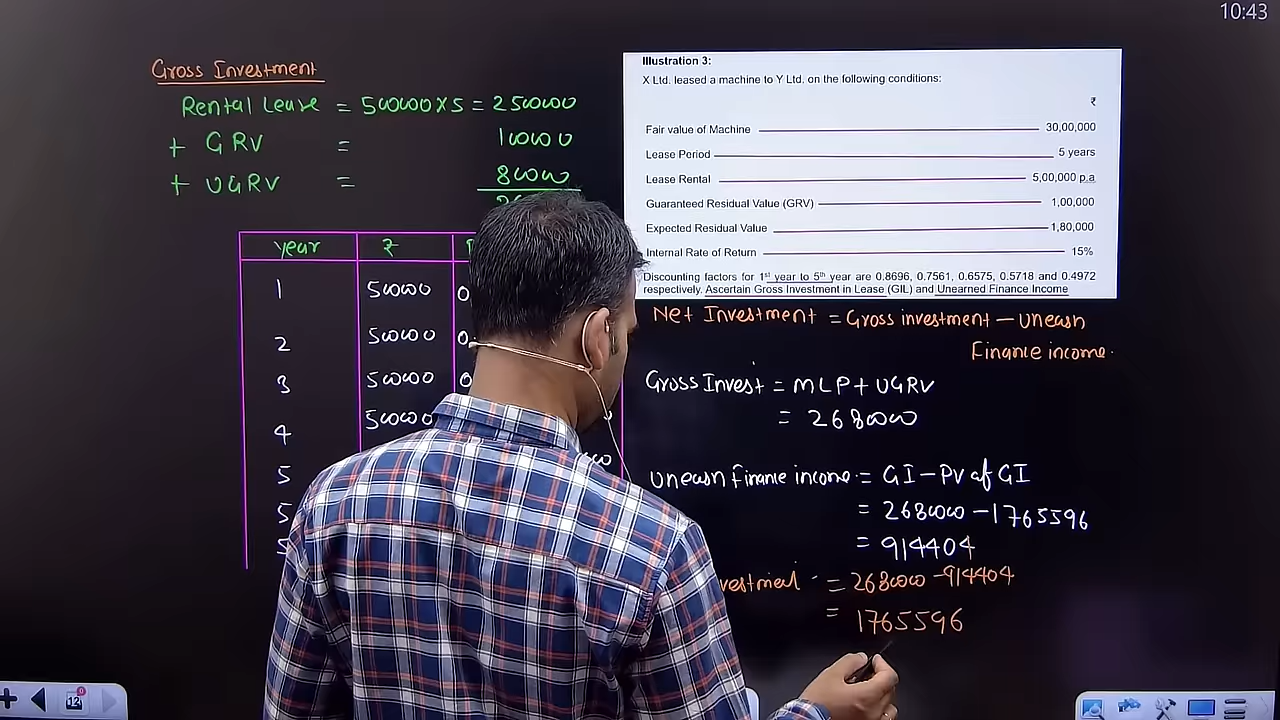 10:43
Gross Investment
Rental Lease = 500000 X 5 = 2500000
+ GRV = 100000
+ UGRV = 80000
year ₹
1 500000 0.
2 500000 0.
3 500000 0
4 500000
5
5
Illustration 3:
X Ltd. leased a machine to Y Ltd. on the following conditions:
₹
Fair value of Machine 30,00,000
Lease Period 5 years
Lease Rental 5,00,000 p.a
Guaranteed Residual Value (GRV) 1,00,000
Expected Residual Value 1,80,000
Internal Rate of Return 15%
Discounting factors for 1st year to 5th year are 0.8696, 0.7561, 0.6575, 0.5718 and 0.4972
respectively. Ascertain Gross Investment in Lease (GIL) and Unearned Finance Income
Net Investment = Gross investment – Unearn
Finance income.
Gross Invest = MLP + UGRV
= 2680000
Unearn Finance income = GI – PV of GI
= 2680000 – 1765596
= 914404
= 2680000 – 914404
= 1765596
12